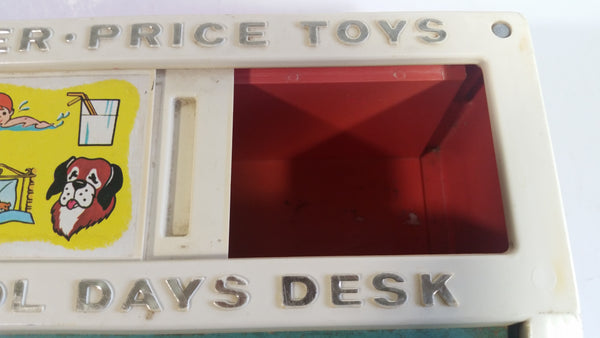 ER·PRICE TOYS
OL DAYS DESK